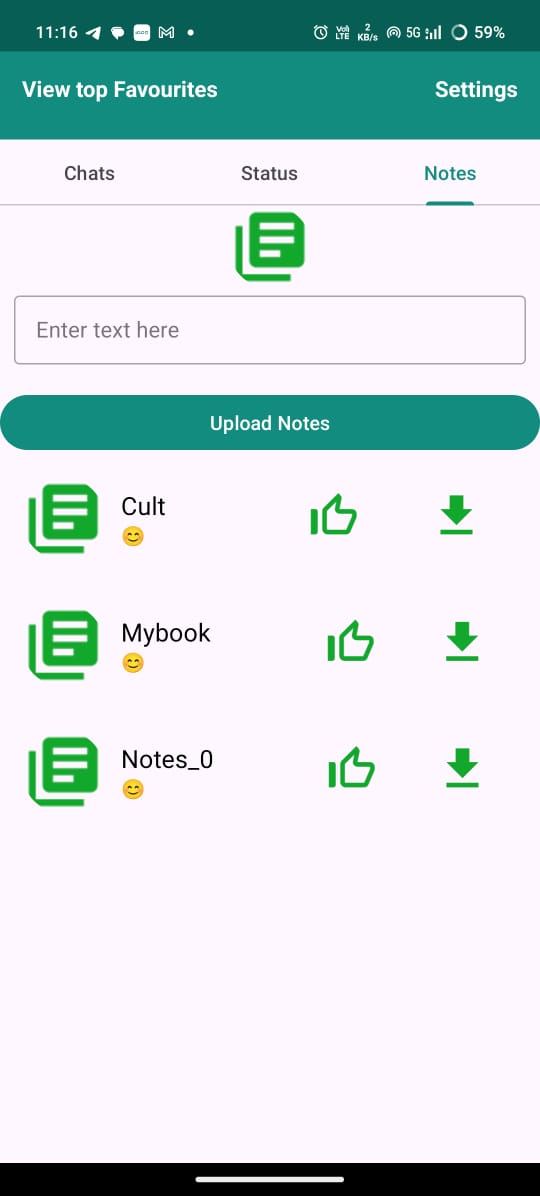 11:16 Vol) LTE 2 KB/s 5G 59%
View top Favourites Settings
Chats Status Notes
Enter text here
Upload Notes
Cult
😊
Mybook
😊
Notes_0
😊